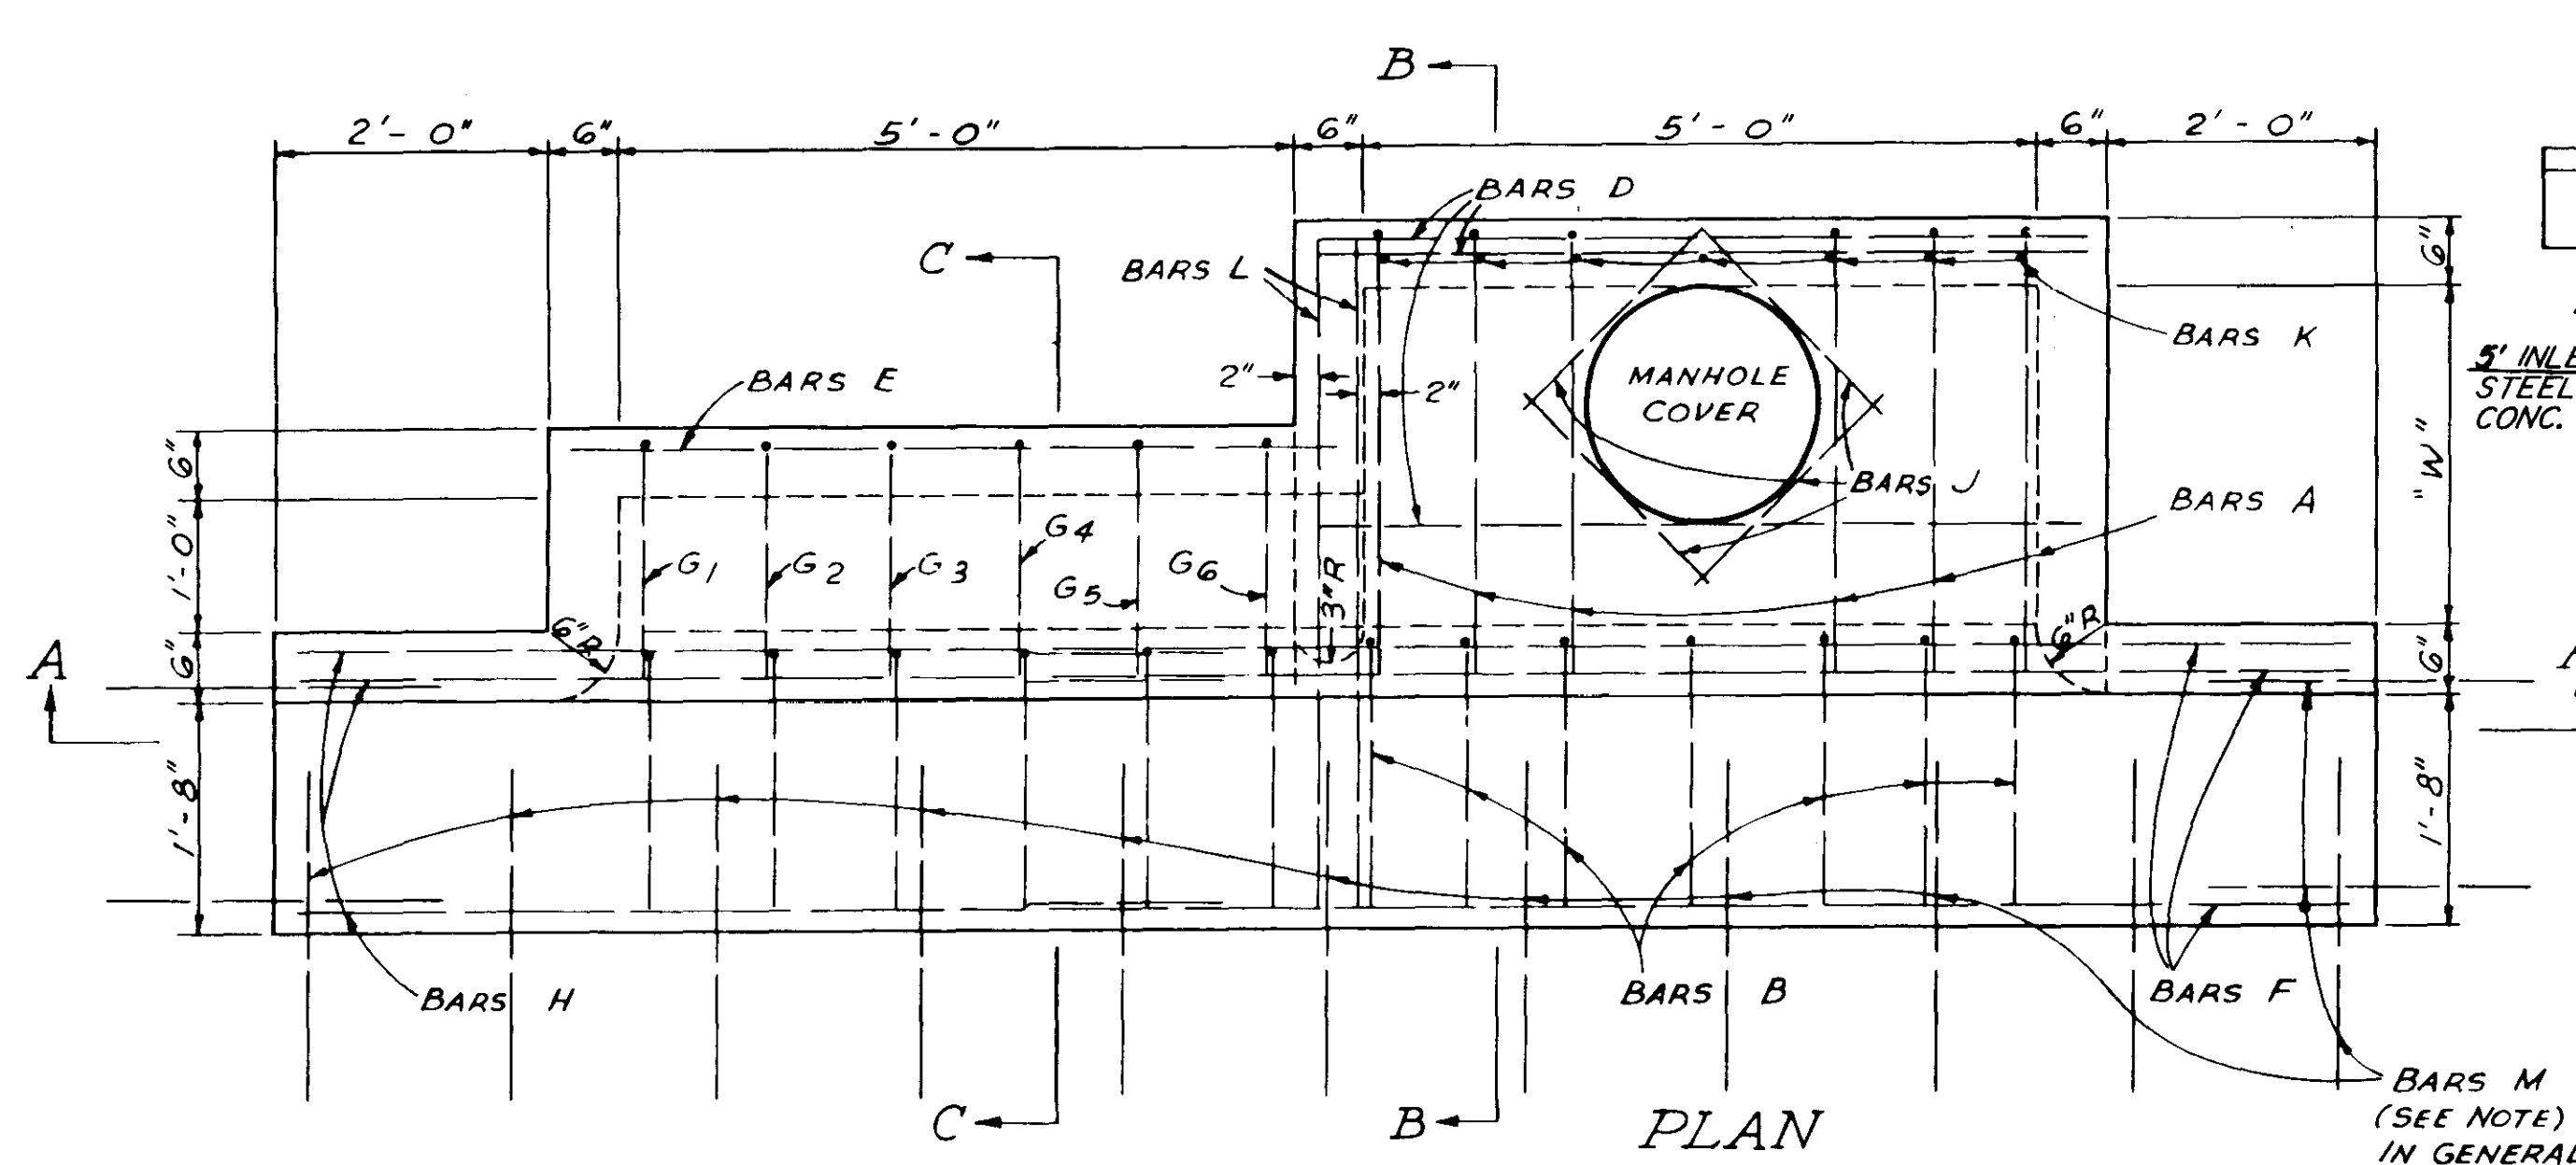 B
2'- 0" 6" 5'- 0" 6" 5'- 0" 6" 2'- 0"
BARS D
C
BARS L
6"
BARS K
5' INLE
STEEL
CONC.
2" 2"
BARS E
MANHOLE
COVER
"W"
BARS J
BARS A
6"
1'-0"
6"
G1 G2 G3 G4 G5 G6
3"R
6"R
6"R
6"
A
A
1'-8"
1'-8"
BARS H
BARS B
BARS F
BARS M
(SEE NOTE)
IN GENERAL
C
B
PLAN